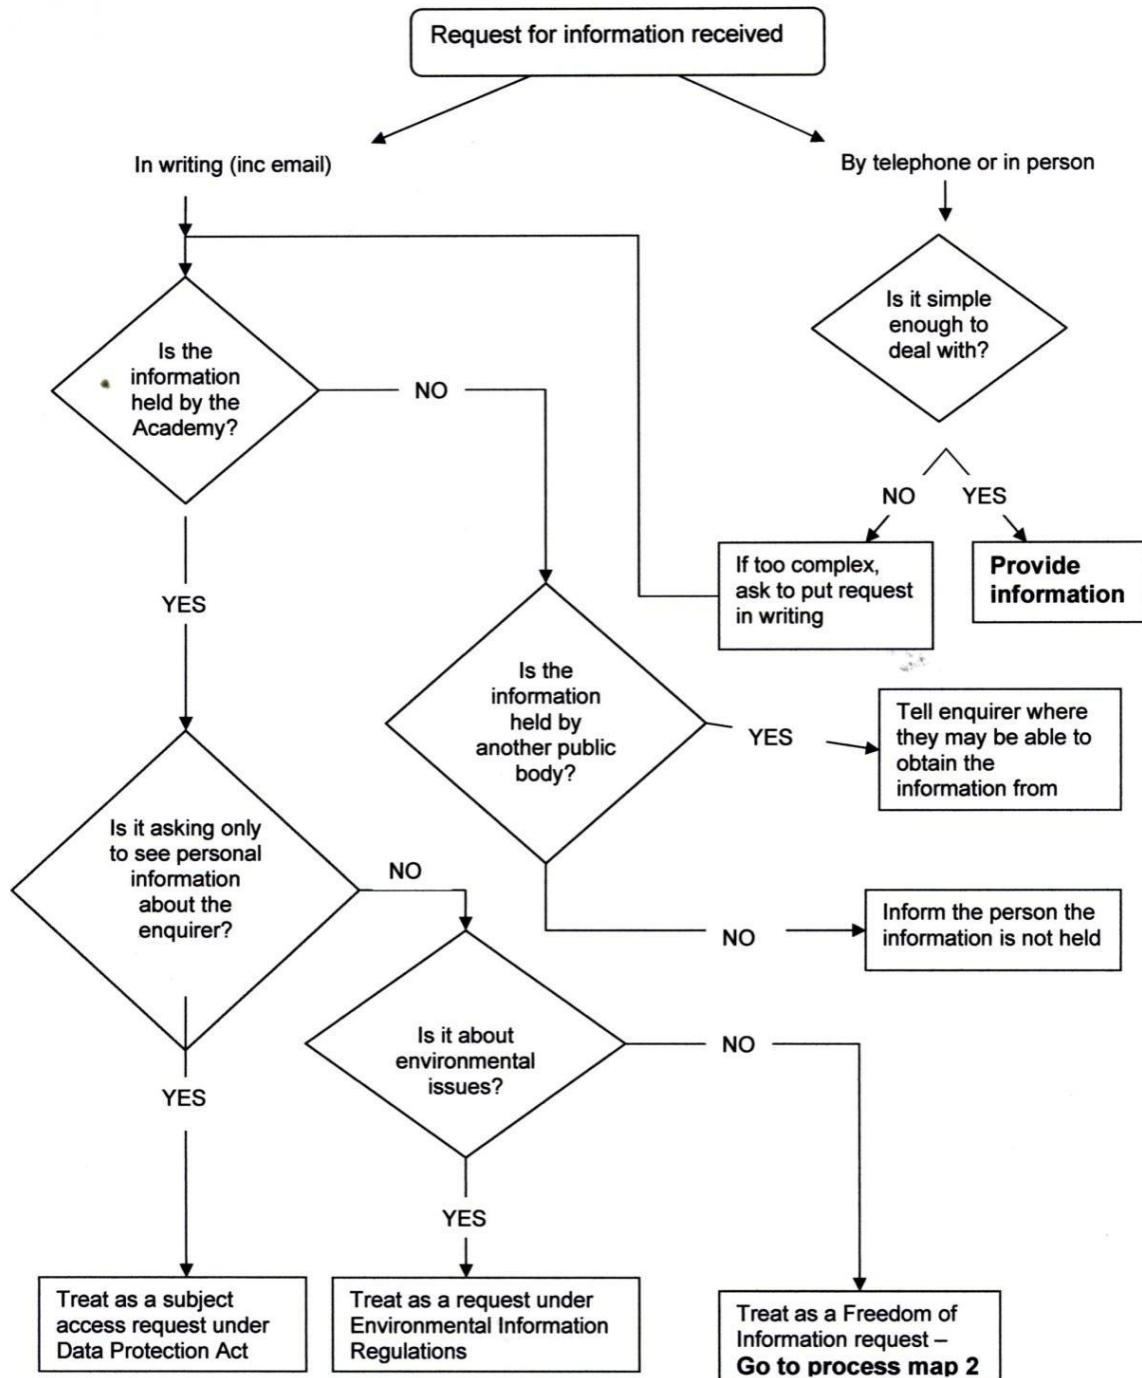 Request for information received
In writing (inc email)
By telephone or in person
Is it simple
enough to
deal with?
Is the
information
held by the
Academy?
NO
NO
YES
If too complex,
ask to put request
in writing
Provide
information
YES
Is the
information
held by
another public
body?
YES
Tell enquirer where
they may be able to
obtain the
information from
Is it asking only
to see personal
information
about the
enquirer?
NO
NO
Inform the person the
information is not held
Is it about
environmental
issues?
NO
YES
YES
Treat as a subject
access request under
Data Protection Act
Treat as a request under
Environmental Information
Regulations
Treat as a Freedom of
Information request –
Go to process map 2